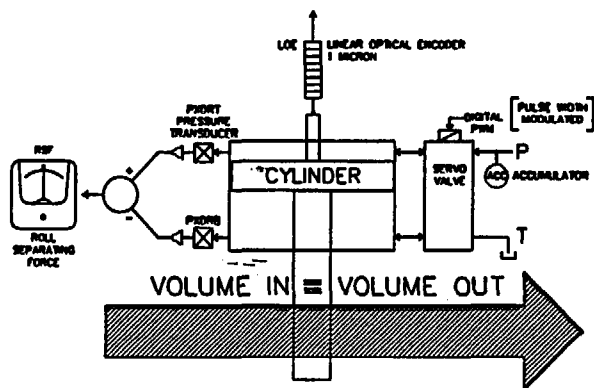 LOE
LINEAR OPTICAL ENCODER
1 MICRON
PXDRT
PRESSURE
TRANSDUCER
DIGITAL
PWM
[PULSE WIDTH
MODULATED]
RSF
+
-
ROLL
SEPARATING
FORCE
CYLINDER
SERVO
VALVE
P
ACC
ACCUMULATOR
PXDRB
T
VOLUME IN = VOLUME OUT